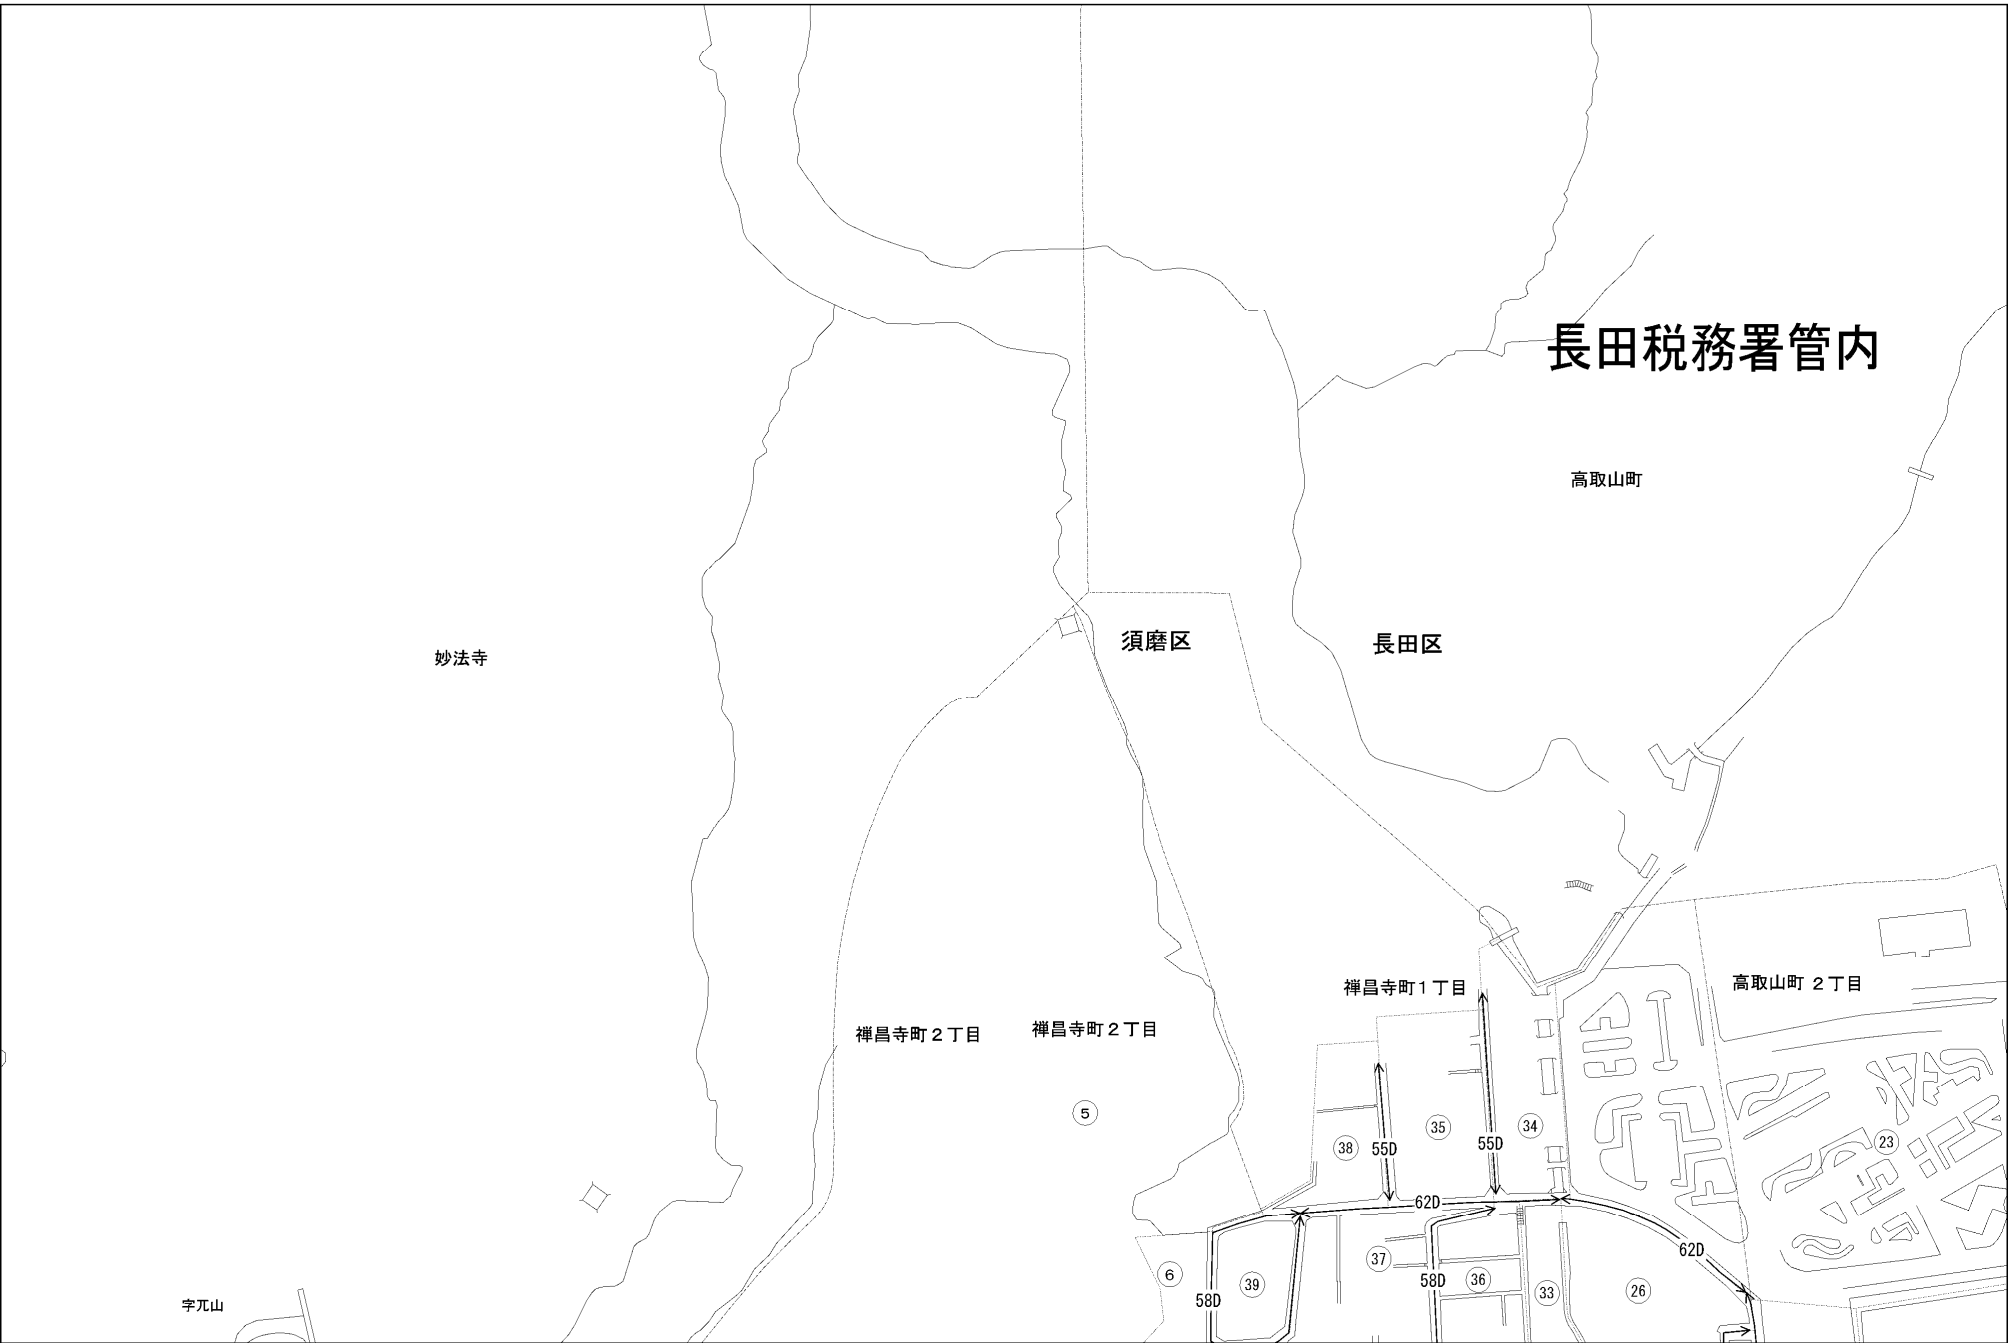 長田税務署管内
高取山町
須磨区
長田区
妙法寺
禅昌寺町1丁目
高取山町 2丁目
禅昌寺町2丁目
禅昌寺町2丁目
5
35
34
38
55D
55D
23
62D
62D
37
6
39
58D
58D
36
33
26
字兀山